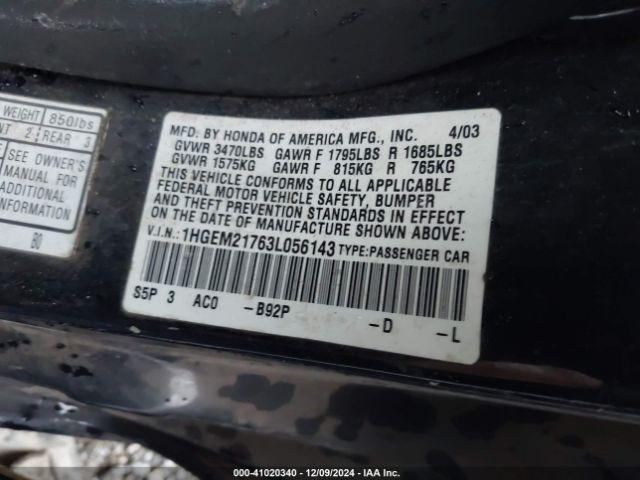 WEIGHT 850lbs
2 REAR 3
SEE OWNER'S
MANUAL FOR
ADDITIONAL
INFORMATION
B0
MFD. BY HONDA OF AMERICA MFG., INC. 4/03
GVWR 3470LBS GAWR F 1795LBS R 1685LBS
GVWR 1575KG GAWR F 815KG R 765KG
THIS VEHICLE CONFORMS TO ALL APPLICABLE
FEDERAL MOTOR VEHICLE SAFETY, BUMPER
AND THEFT PREVENTION STANDARDS IN EFFECT
ON THE DATE OF MANUFACTURE SHOWN ABOVE:
V.I.N.: 1HGEM21763L056143 TYPE:PASSENGER CAR
S5P 3 AC0 -B92P -D -L
000-41020340 - 12/09/2024 - IAA Inc.